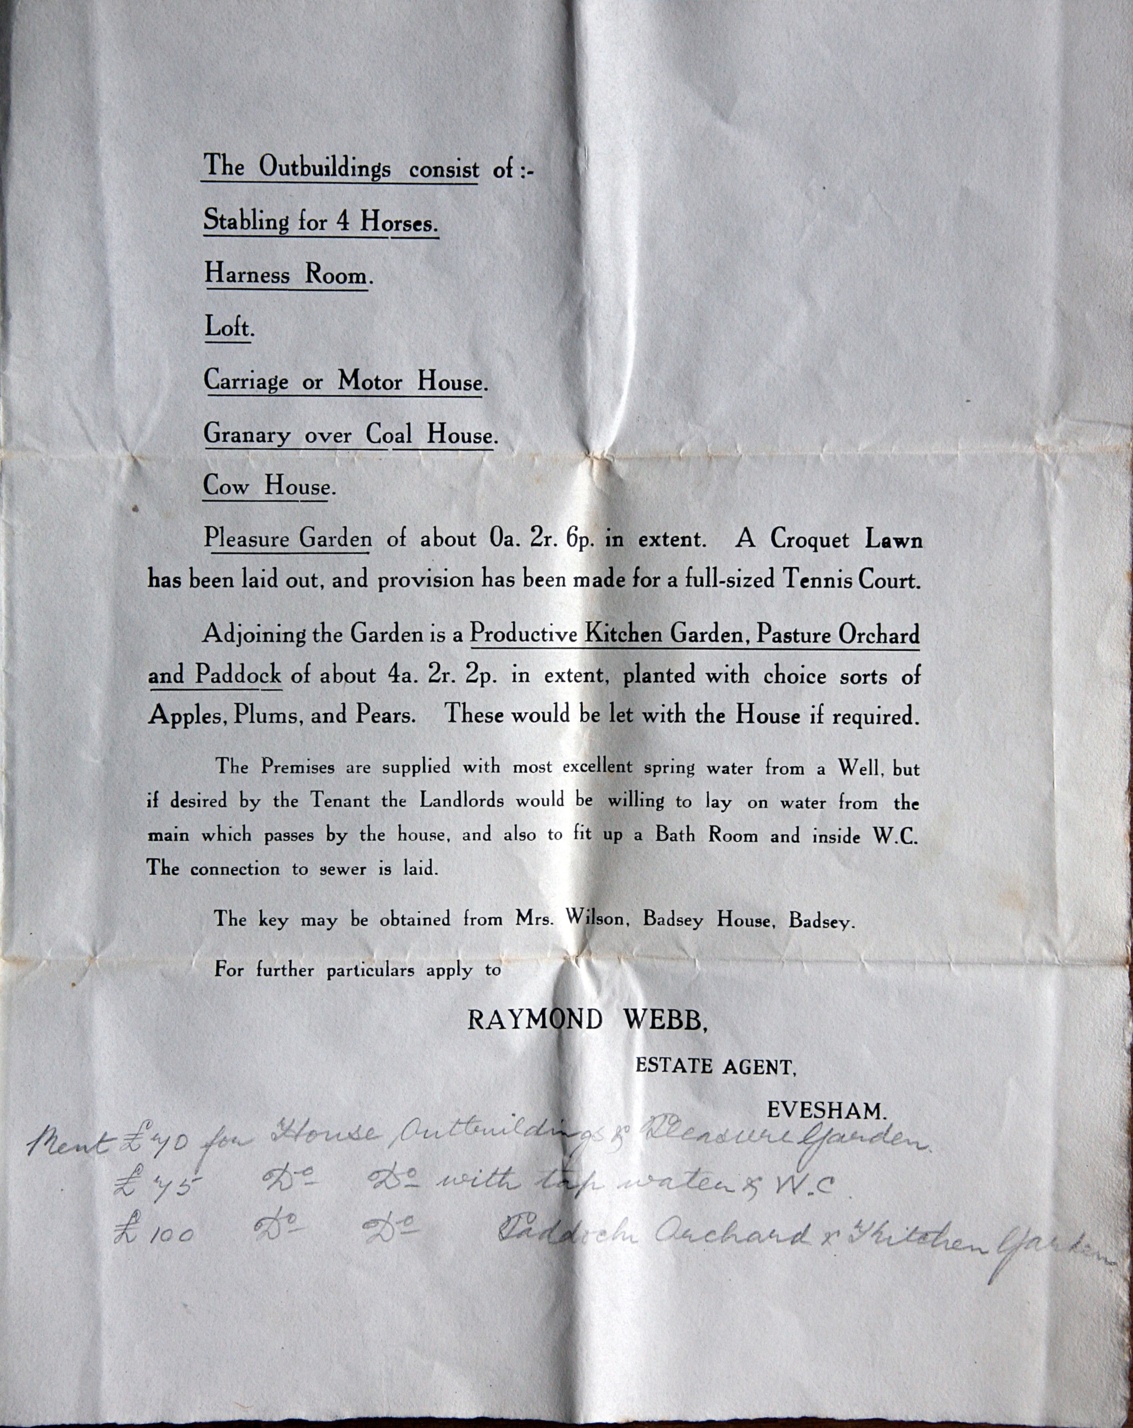 The Outbuildings consist of :-
Stabling for 4 Horses.
Harness Room.
Loft.
Carriage or Motor House.
Granary over Coal House.
Cow House.
Pleasure Garden of about 0a. 2r. 6p. in extent. A Croquet Lawn
has been laid out, and provision has been made for a full-sized Tennis Court.
Adjoining the Garden is a Productive Kitchen Garden, Pasture Orchard
and Paddock of about 4a. 2r. 2p. in extent, planted with choice sorts of
Apples, Plums, and Pears. These would be let with the House if required.
The Premises are supplied with most excellent spring water from a Well, but
if desired by the Tenant the Landlords would be willing to lay on water from the
main which passes by the house, and also to fit up a Bath Room and inside W.C.
The connection to sewer is laid.
The key may be obtained from Mrs. Wilson, Badsey House, Badsey.
For further particulars apply to
RAYMOND WEBB,
ESTATE AGENT,
EVESHAM.
Rent £70 for House, Outbuildings & Pleasure Garden.
£75 Do Do with tap water & W.C.
£100 Do Do Paddock Orchard & Kitchen Garden